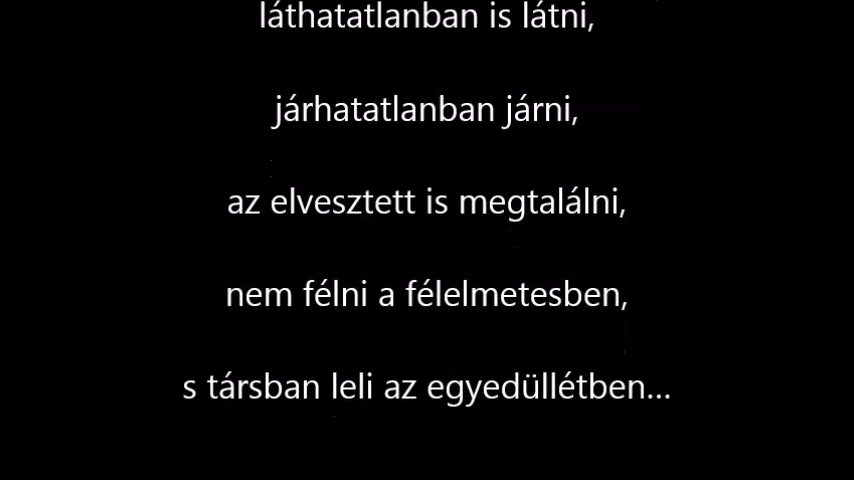 láthatatlanban is látni,
járhatatlanban járni,
az elvesztett is megtalálni,
nem félni a félelmetesben,
s társban leli az egyedüllétben...